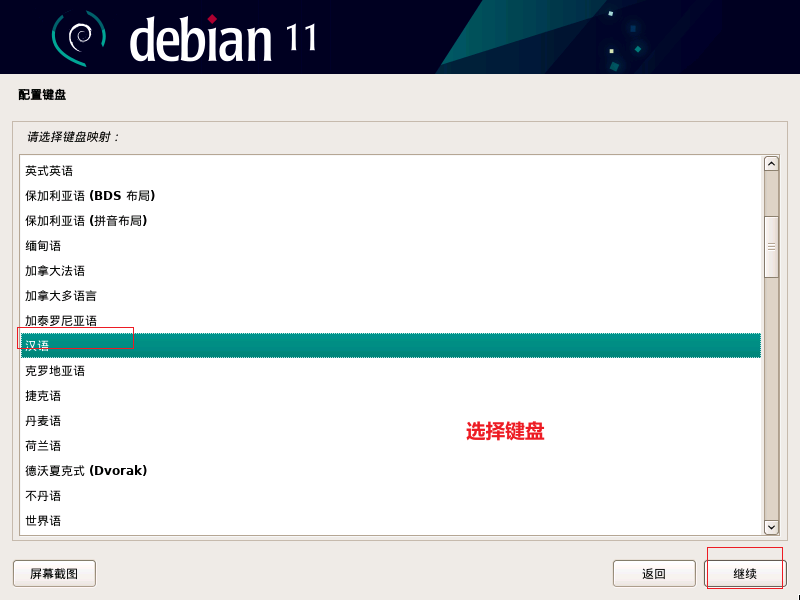 debian 11
配置键盘
请选择键盘映射：
英式英语
保加利亚语 (BDS 布局)
保加利亚语 (拼音布局)
缅甸语
加拿大法语
加拿大多语言
加泰罗尼亚语
汉语
克罗地亚语
捷克语
丹麦语
荷兰语
德沃夏克式 (Dvorak)
不丹语
世界语
选择键盘
屏幕截图
返回
继续